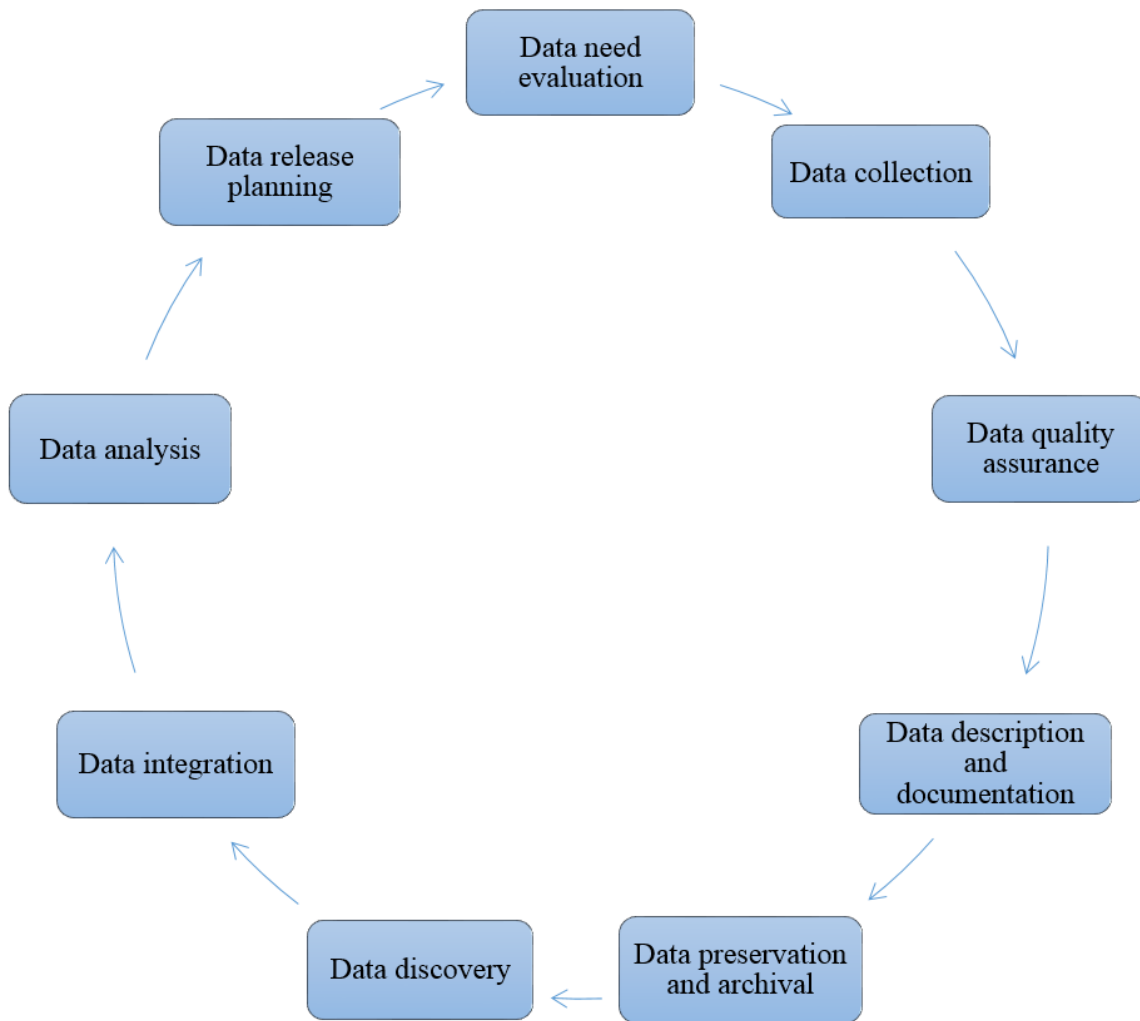 Data need
evaluation
Data collection
Data quality
assurance
Data description
and
documentation
Data preservation
and archival
Data discovery
Data integration
Data analysis
Data release
planning